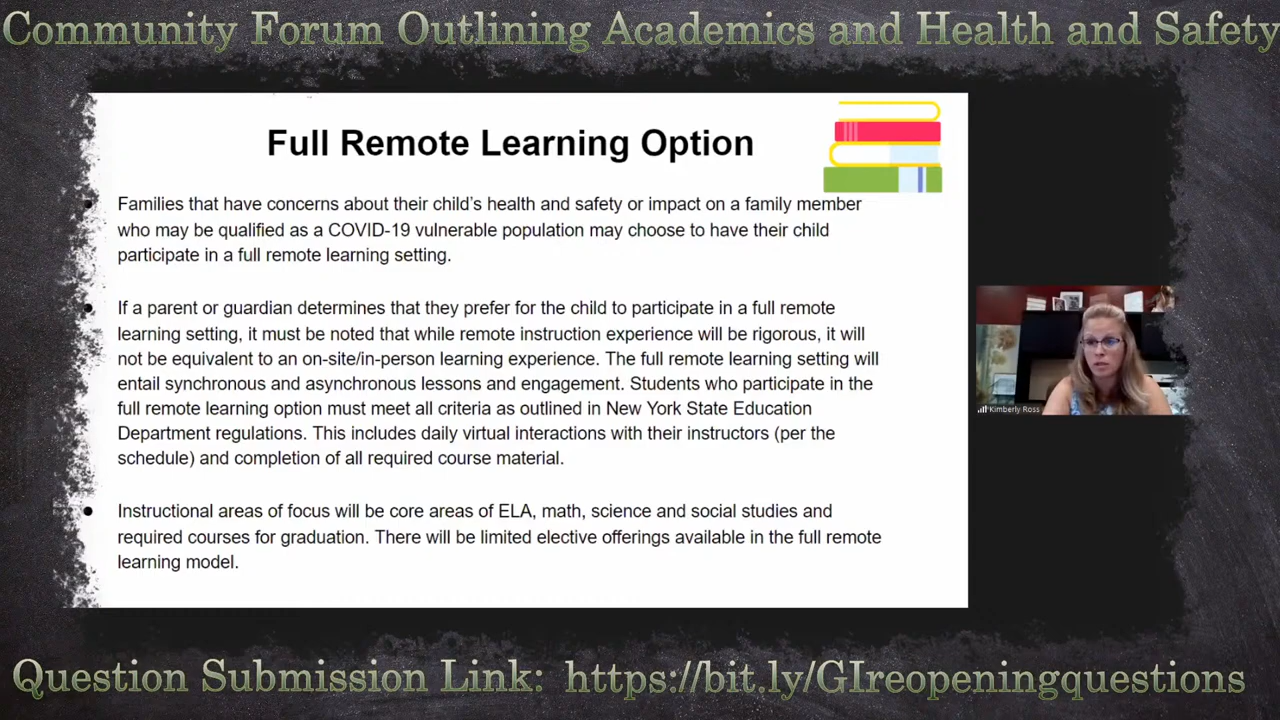 Community Forum Outlining Academics and Health and Safety
Full Remote Learning Option
Families that have concerns about their child's health and safety or impact on a family member
who may be qualified as a COVID-19 vulnerable population may choose to have their child
participate in a full remote learning setting.
If a parent or guardian determines that they prefer for the child to participate in a full remote
learning setting, it must be noted that while remote instruction experience will be rigorous, it will
not be equivalent to an on-site/in-person learning experience. The full remote learning setting will
entail synchronous and asynchronous lessons and engagement. Students who participate in the
full remote learning option must meet all criteria as outlined in New York State Education
Department regulations. This includes daily virtual interactions with their instructors (per the
schedule) and completion of all required course material.
Instructional areas of focus will be core areas of ELA, math, science and social studies and
required courses for graduation. There will be limited elective offerings available in the full remote
learning model.
Kimberly Ross
Question Submission Link: https://bit.ly/GIreopeningquestions